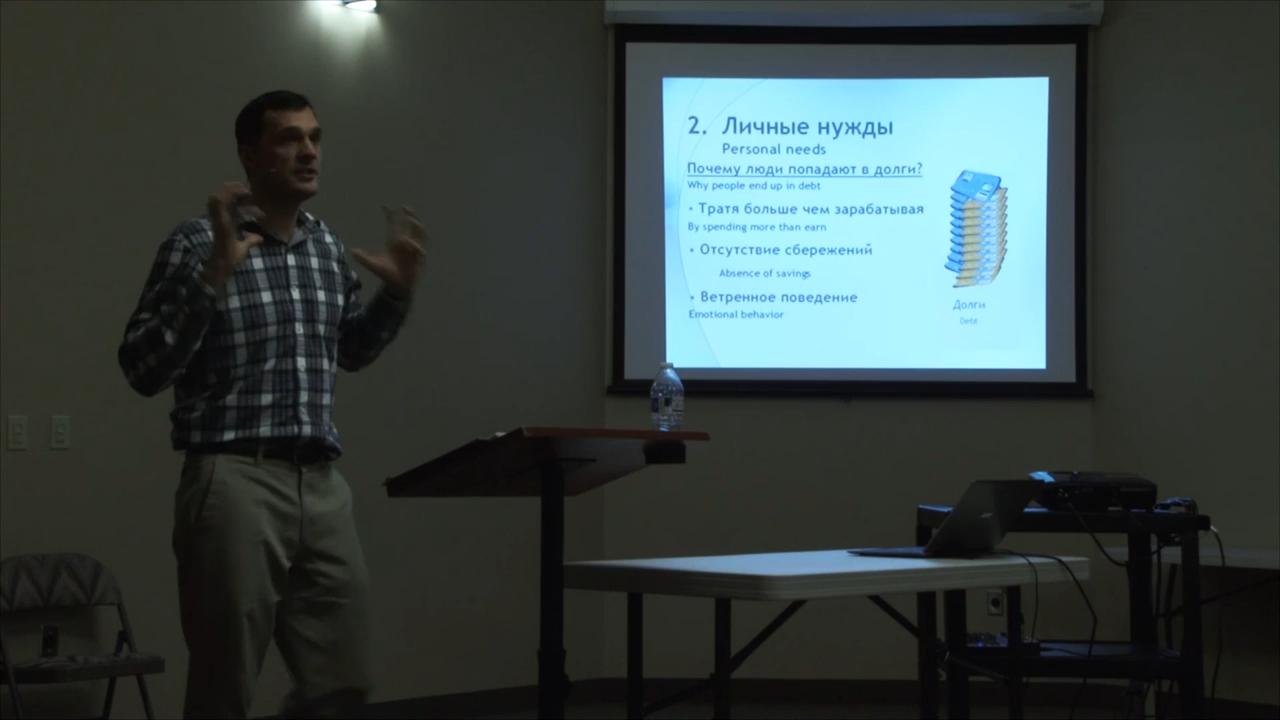 2. Личные нужды
Personal needs
Почему люди попадают в долги?
Why people end up in debt
• Тратя больше чем зарабатывая
By spending more than earn
• Отсутствие сбережений
Absence of savings
• Ветренное поведение
Emotional behavior
Долги
Debt